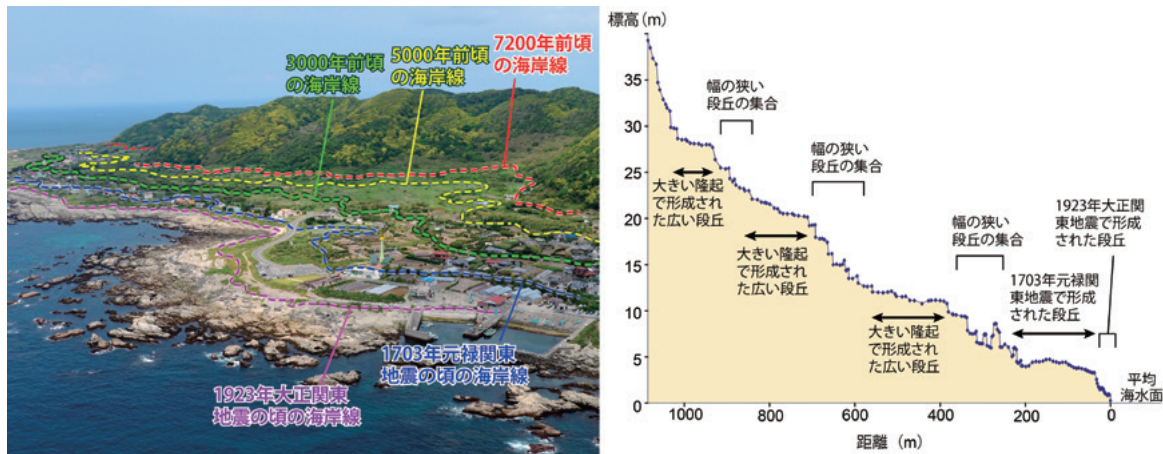 7200年前頃
の海岸線
5000年前頃
の海岸線
3000年前頃
の海岸線
1703年元禄関東
地震の頃の海岸線
1923年大正関東
地震の頃の海岸線
標高(m)
35
30
25
20
15
10
5
0
幅の狭い
段丘の集合
幅の狭い
段丘の集合
大きい隆起
で形成され
た広い段丘
大きい隆起
で形成され
た広い段丘
大きい隆起
で形成され
た広い段丘
幅の狭い
段丘の集合
1923年大正関
東地震で形成
された段丘
1703年元禄関
東地震で形成
された段丘
平均
海水面
1000
800
600
400
200
0
距離(m)